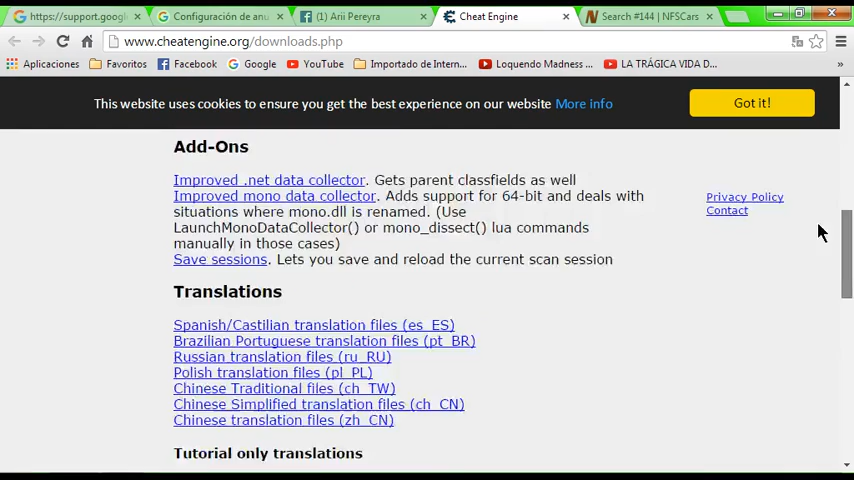 https://support.google
Configuración de anu
(1) Arii Pereyra
Cheat Engine
Search #144 | NFSCars
www.cheatengine.org/downloads.php
Aplicaciones
Favoritos
Facebook
Google
YouTube
Importado de Intern...
Loquendo Madness ...
LA TRÁGICA VIDA D...
»
This website uses cookies to ensure you get the best experience on our website More info
Got it!
Add-Ons
Improved .net data collector. Gets parent classfields as well
Improved mono data collector. Adds support for 64-bit and deals with
situations where mono.dll is renamed. (Use
LaunchMonoDataCollector() or mono_dissect() lua commands
manually in those cases)
Save sessions. Lets you save and reload the current scan session
Privacy Policy
Contact
Translations
Spanish/Castilian translation files (es_ES)
Brazilian Portuguese translation files (pt_BR)
Russian translation files (ru_RU)
Polish translation files (pl_PL)
Chinese Traditional files (ch_TW)
Chinese Simplified translation files (ch_CN)
Chinese translation files (zh_CN)
Tutorial only translations